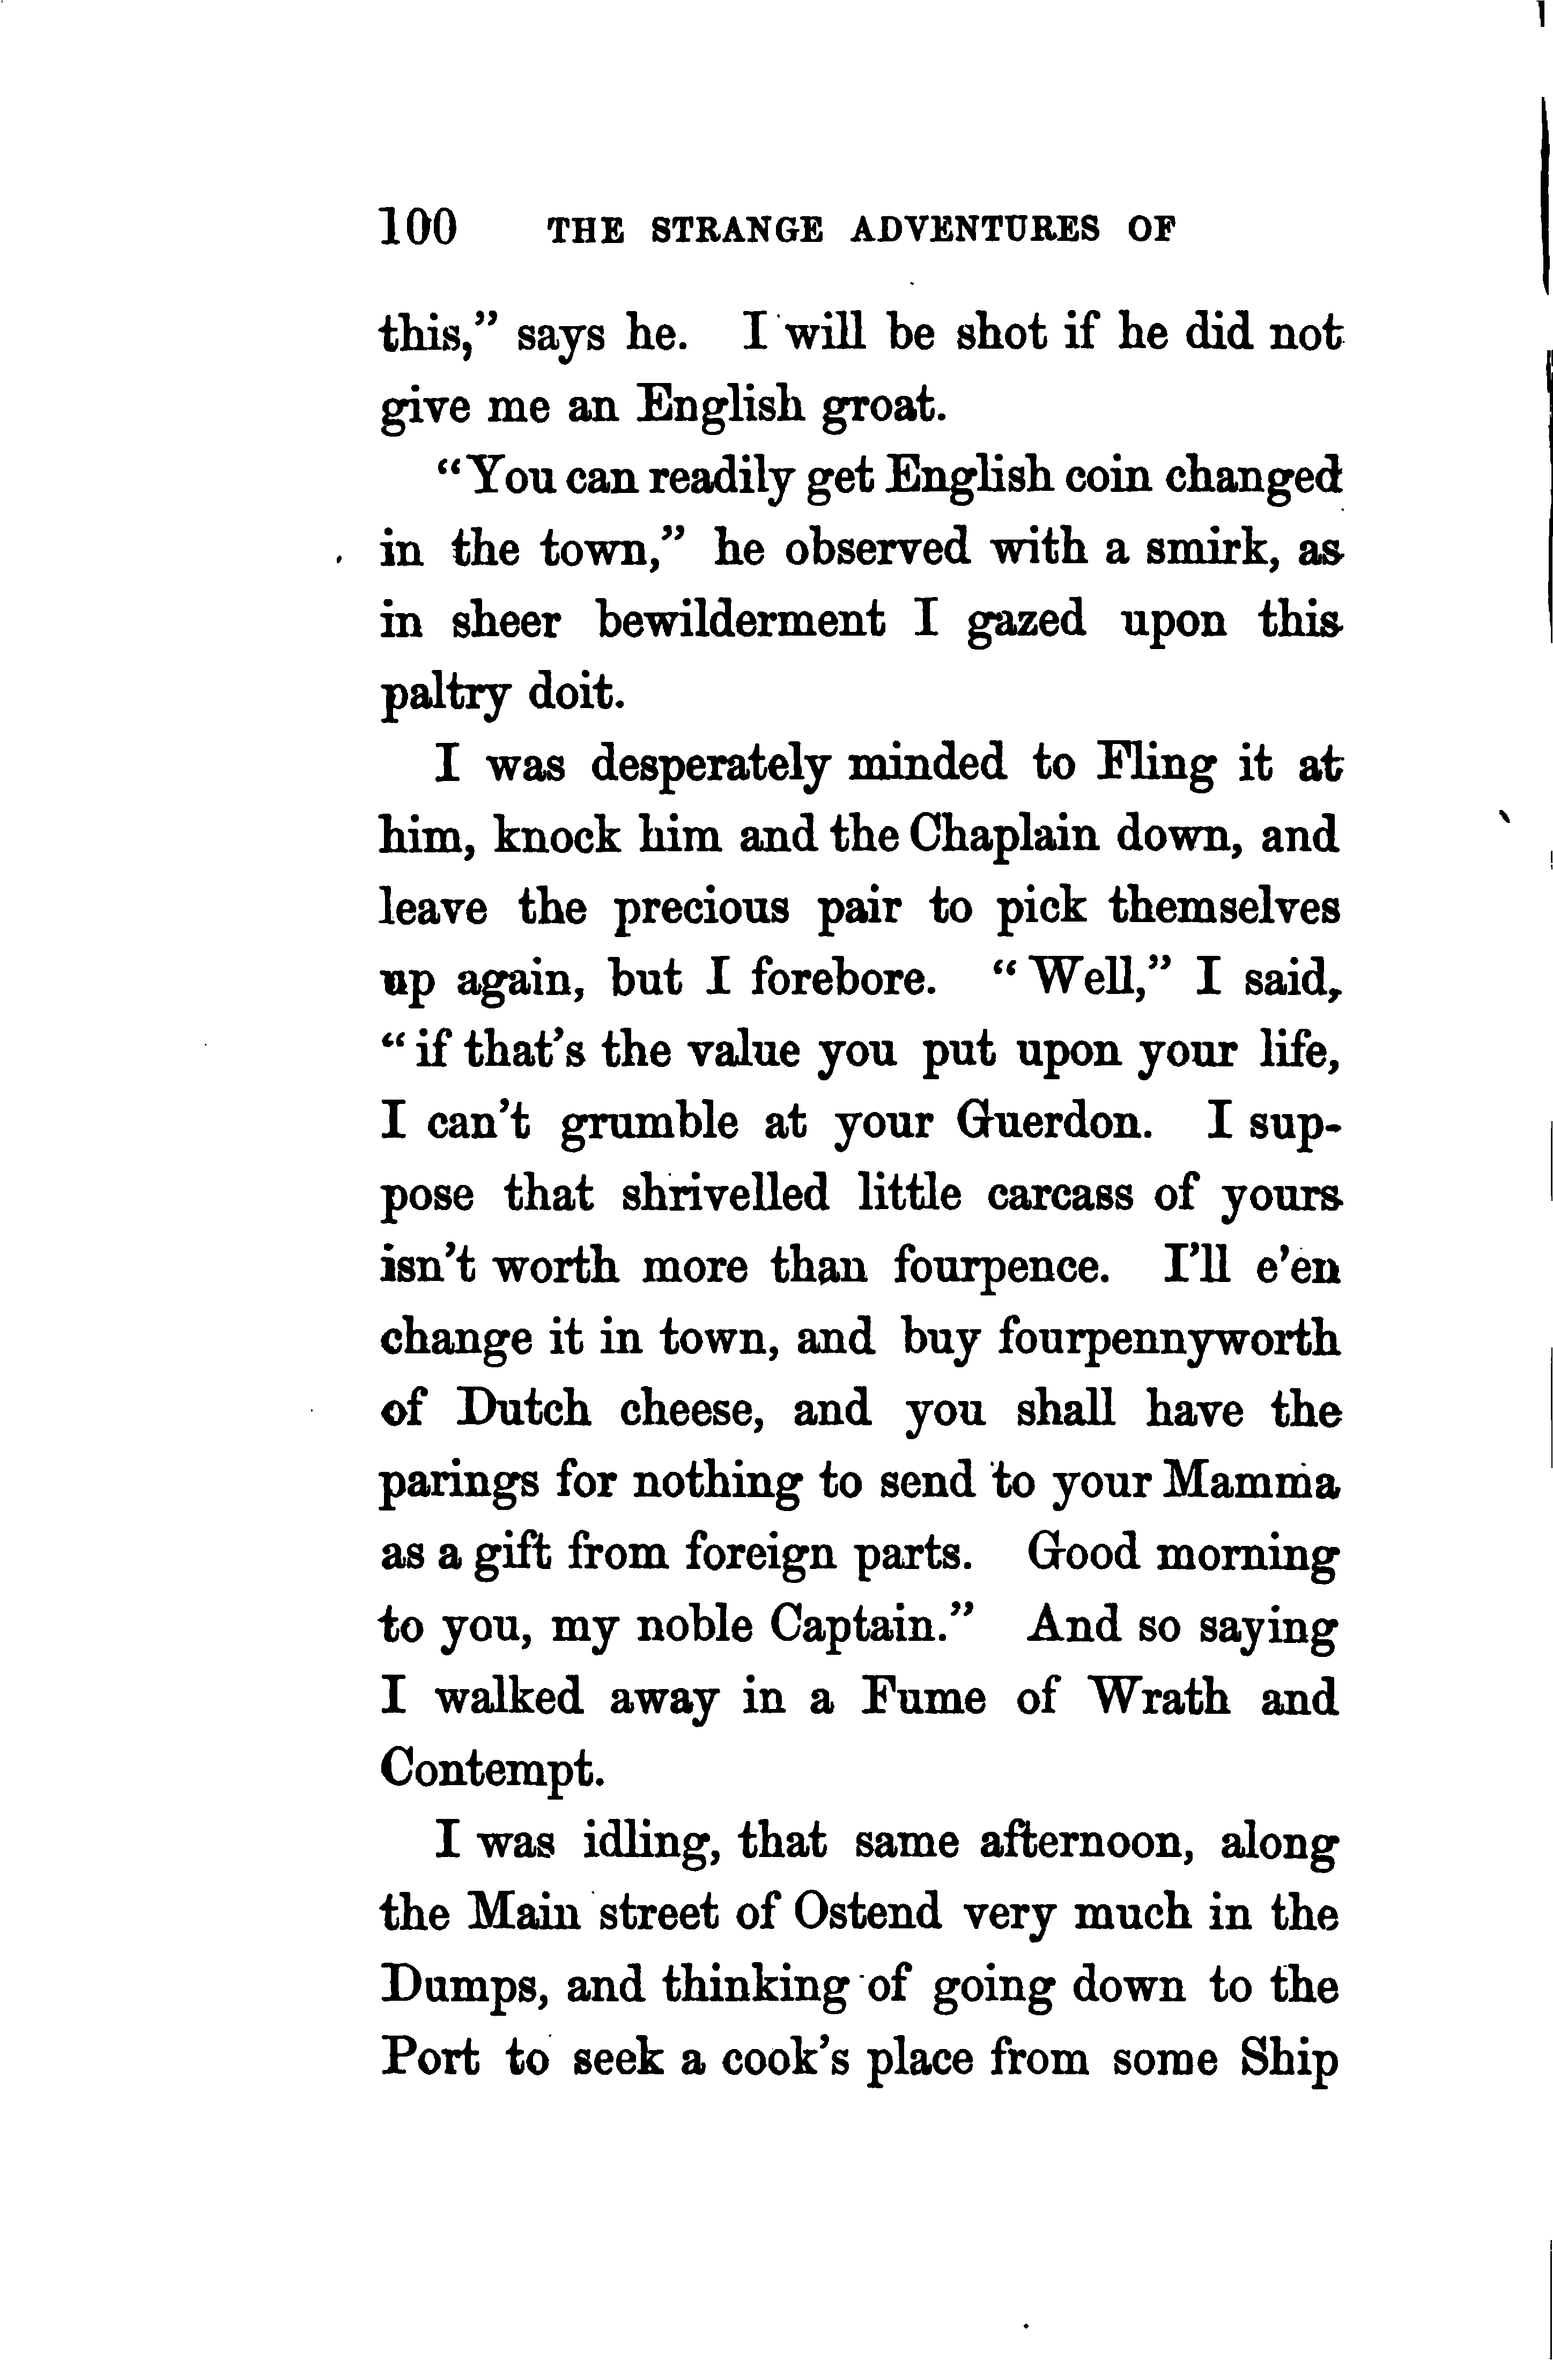 100 THE STRANGE ADVENTURES OF
this,” says he. I will be shot if he did not
give me an English groat.
“You can readily get English coin changed
in the town,” he observed with a smirk, as
in sheer bewilderment I gazed upon this
paltry doit.
I was desperately minded to Fling it at
him, knock him and the Chaplain down, and
leave the precious pair to pick themselves
up again, but I forebore. “Well,” I said,
“if that’s the value you put upon your life,
I can’t grumble at your Guerdon. I sup-
pose that shrivelled little carcass of yours
isn’t worth more than fourpence. I’ll e’en
change it in town, and buy fourpennyworth
of Dutch cheese, and you shall have the
parings for nothing to send to your Mamma
as a gift from foreign parts. Good morning
to you, my noble Captain.” And so saying
I walked away in a Fume of Wrath and
Contempt.
I was idling, that same afternoon, along
the Main street of Ostend very much in the
Dumps, and thinking of going down to the
Port to seek a cook’s place from some Ship